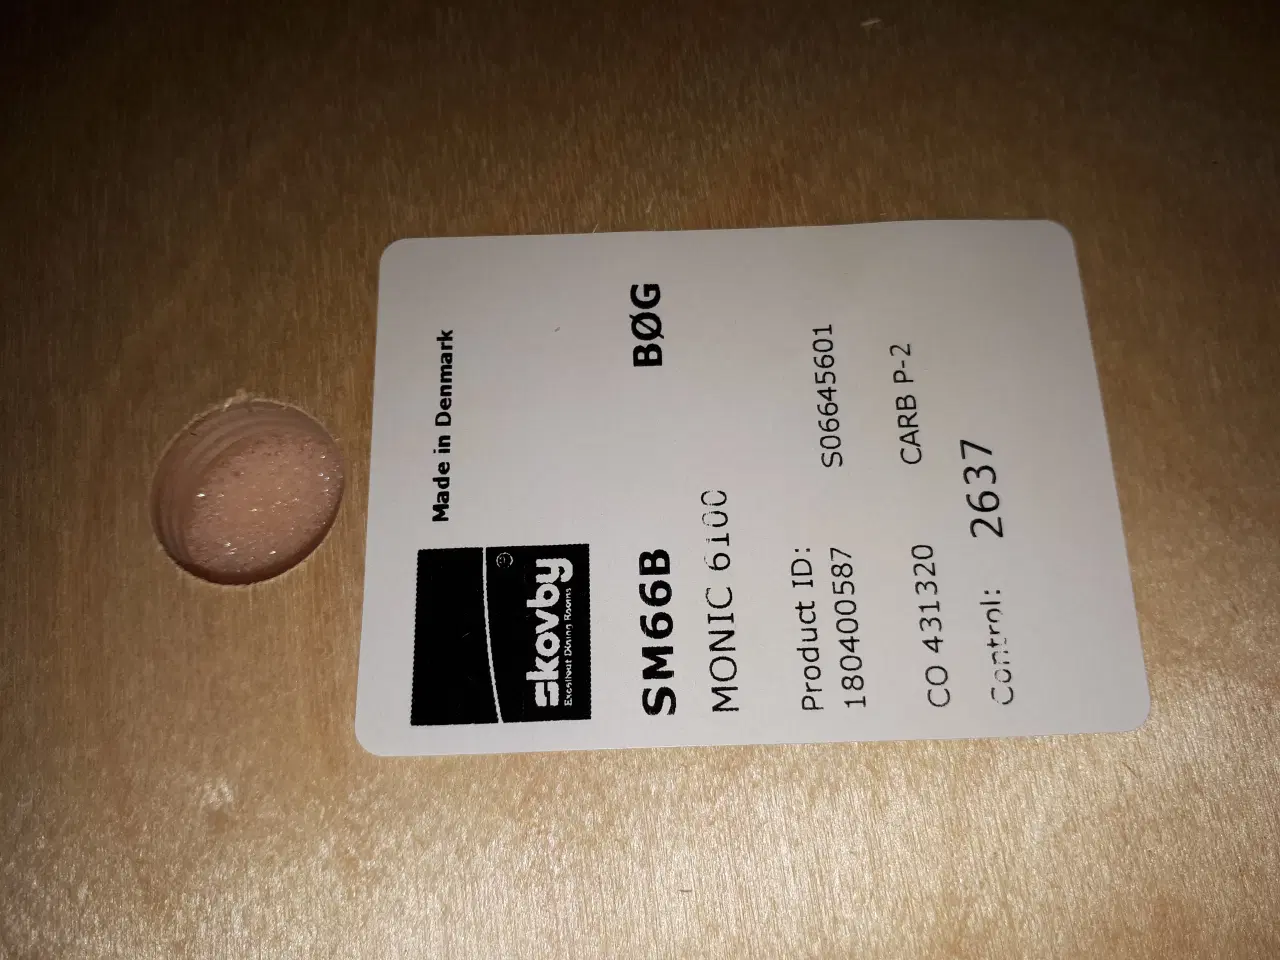 Made in Denmark
skovby®
Excellent Dining Rooms
SM66B BØG
MONIC 6100
Product ID:
180400587 S06645601
CO 431320 CARB P-2
Control: 2637